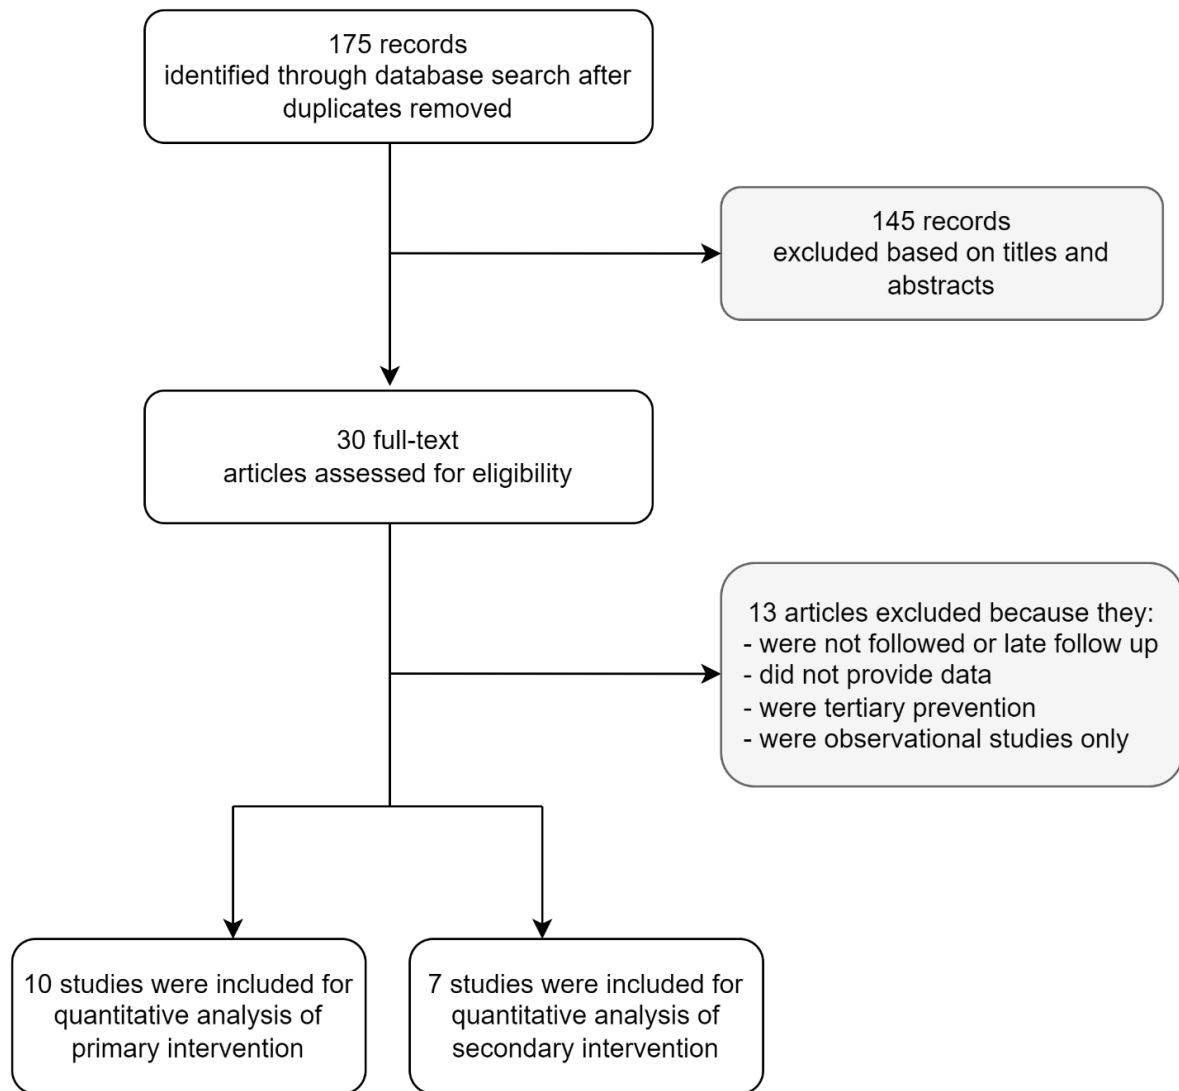 175 records
identified through database search after
duplicates removed
145 records
excluded based on titles and
abstracts
30 full-text
articles assessed for eligibility
13 articles excluded because they:
- were not followed or late follow up
- did not provide data
- were tertiary prevention
- were observational studies only
10 studies were included for
quantitative analysis of
primary intervention
7 studies were included for
quantitative analysis of
secondary intervention